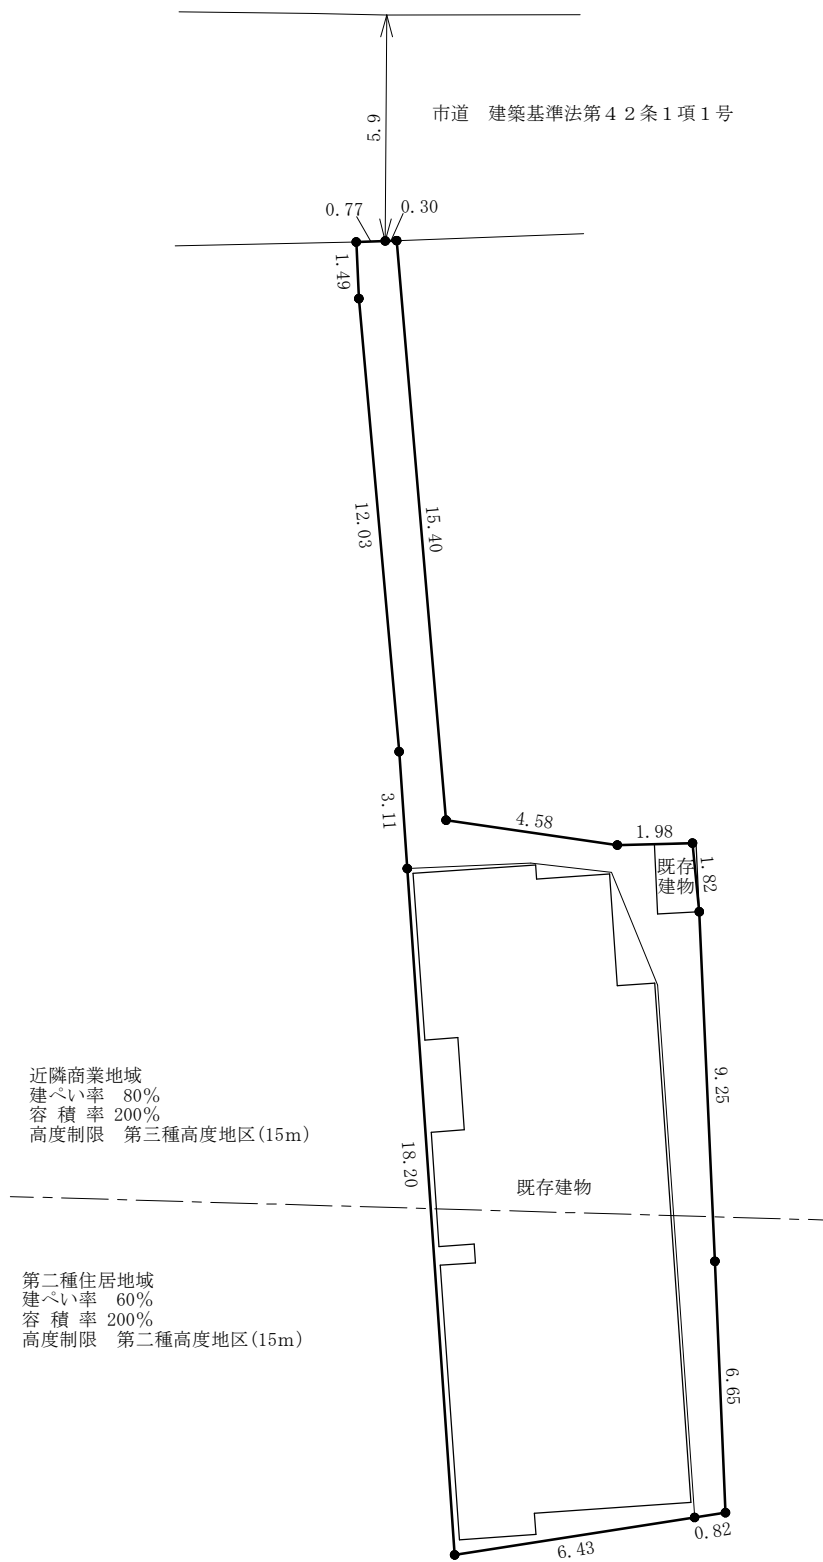 市道　建築基準法第４２条１項１号
5.9
0.77
0.30
1.49
12.03
15.40
3.11
4.58
1.98
既存
建物
1.82
9.25
近隣商業地域
建ぺい率　80%
容 積 率 200%
高度制限　第三種高度地区(15m)
18.20
既存建物
第二種住居地域
建ぺい率　60%
容 積 率 200%
高度制限　第二種高度地区(15m)
6.65
6.43
0.82